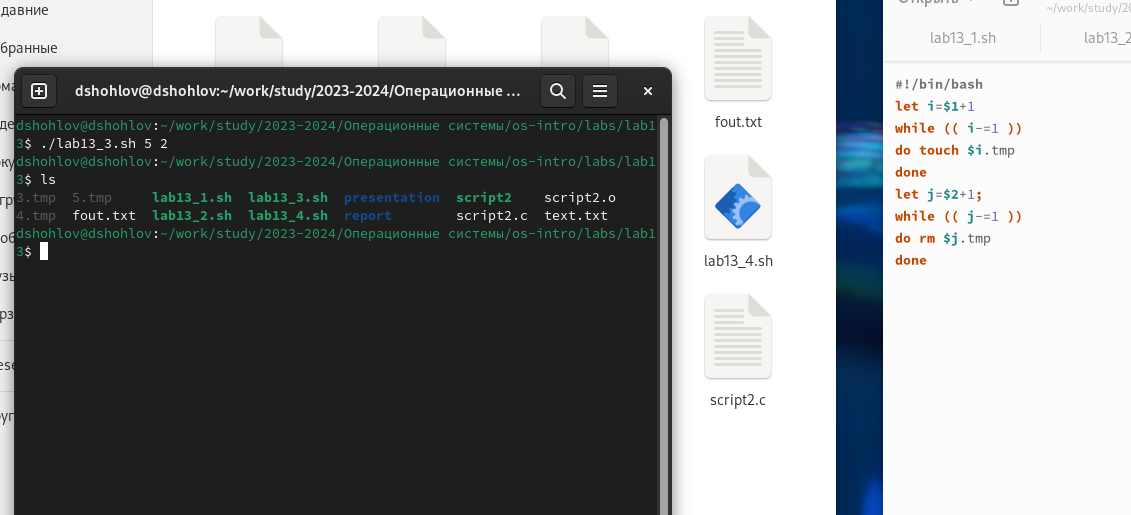 давние
бранные
dshohlov@dshohlov:~/work/study/2023-2024/Операционные ...
dshohlov@dshohlov:~/work/study/2023-2024/Операционные системы/os-intro/labs/lab1
3$ ./lab13_3.sh 5 2
dshohlov@dshohlov:~/work/study/2023-2024/Операционные системы/os-intro/labs/lab1
3$ ls
3.tmp 5.tmp lab13_1.sh lab13_3.sh presentation script2 script2.o
4.tmp fout.txt lab13_2.sh lab13_4.sh report script2.c text.txt
dshohlov@dshohlov:~/work/study/2023-2024/Операционные системы/os-intro/labs/lab1
3$
fout.txt
lab13_4.sh
script2.c
Открыть
~/work/study/20
lab13_1.sh
lab13_2
#!/bin/bash
let i=$1+1
while (( i-=1 ))
do touch $i.tmp
done
let j=$2+1;
while (( j-=1 ))
do rm $j.tmp
done